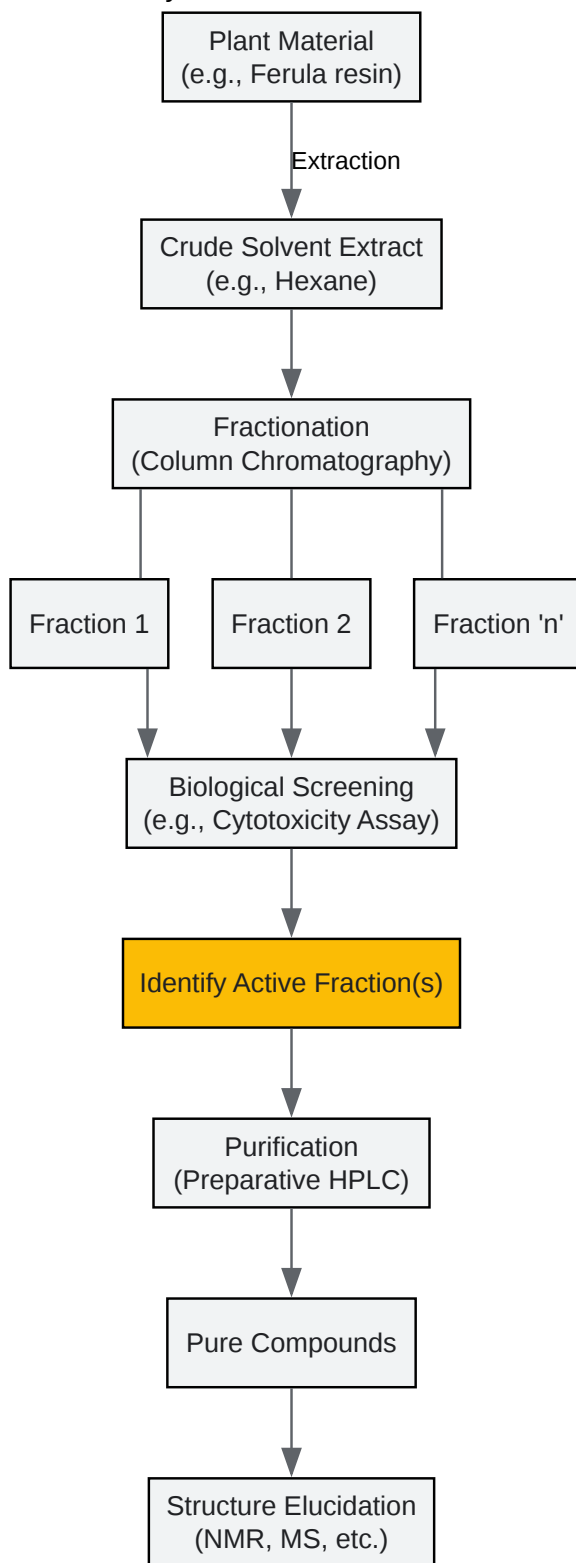 Plant Material
(e.g., Ferula resin)
Extraction
Crude Solvent Extract
(e.g., Hexane)
Fractionation
(Column Chromatography)
Fraction 1
Fraction 2
Fraction 'n'
Biological Screening
(e.g., Cytotoxicity Assay)
Identify Active Fraction(s)
Purification
(Preparative HPLC)
Pure Compounds
Structure Elucidation
(NMR, MS, etc.)